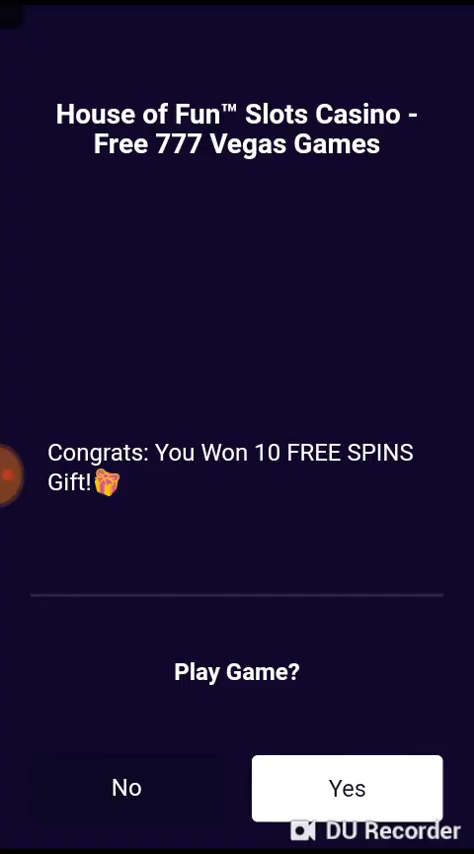 House of Fun™ Slots Casino -
Free 777 Vegas Games
Congrats: You Won 10 FREE SPINS
Gift!🎁
Play Game?
No
Yes
DU Recorder